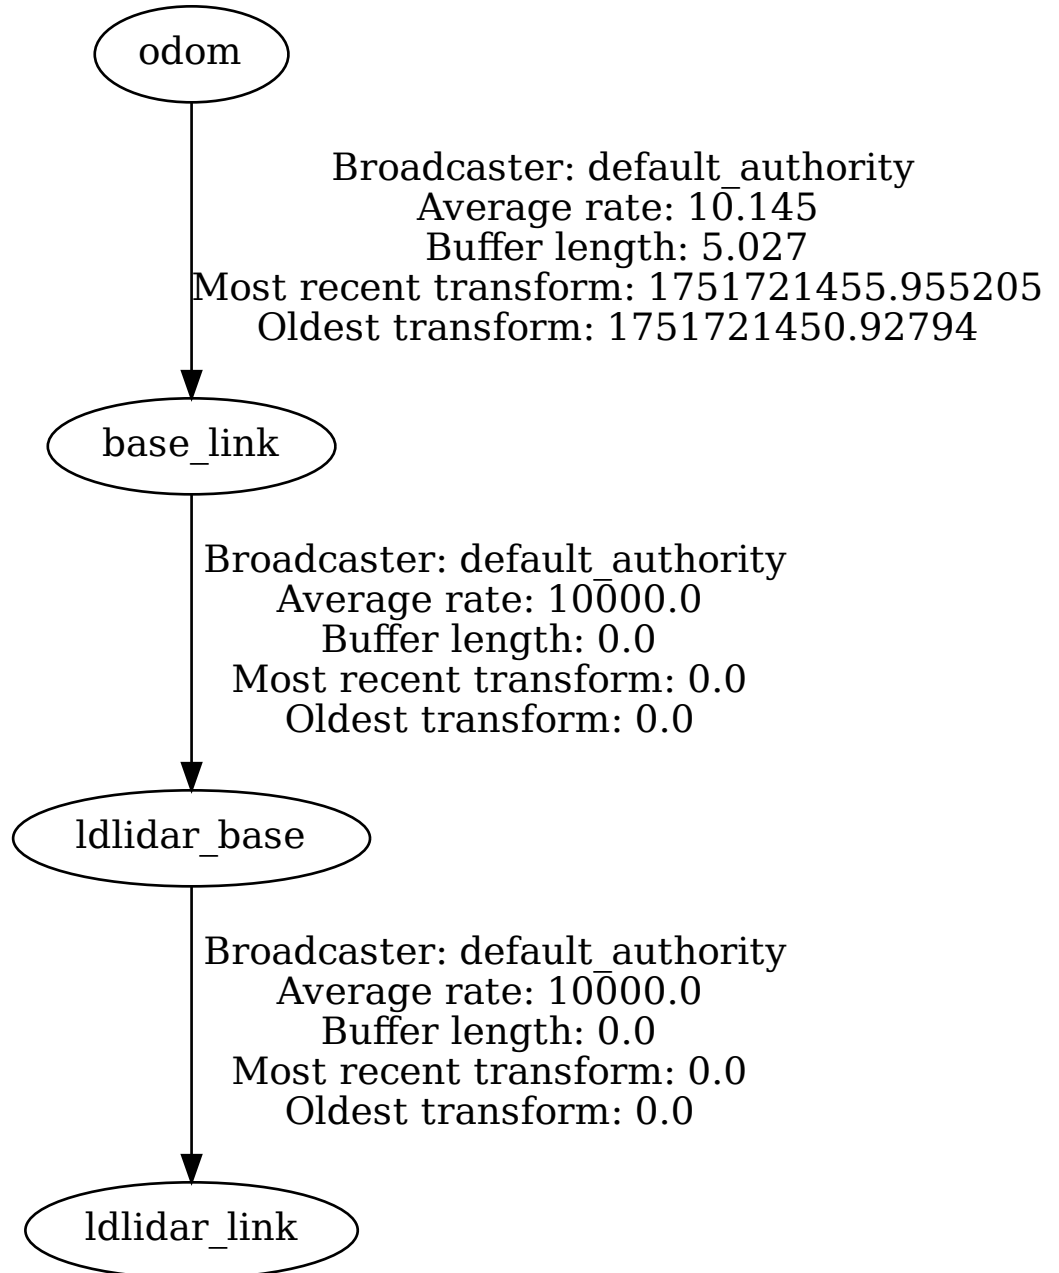 odom
Broadcaster: default_authority
Average rate: 10.145
Buffer length: 5.027
Most recent transform: 1751721455.955205
Oldest transform: 1751721450.92794
base_link
Broadcaster: default_authority
Average rate: 10000.0
Buffer length: 0.0
Most recent transform: 0.0
Oldest transform: 0.0
ldlidar_base
Broadcaster: default_authority
Average rate: 10000.0
Buffer length: 0.0
Most recent transform: 0.0
Oldest transform: 0.0
ldlidar_link